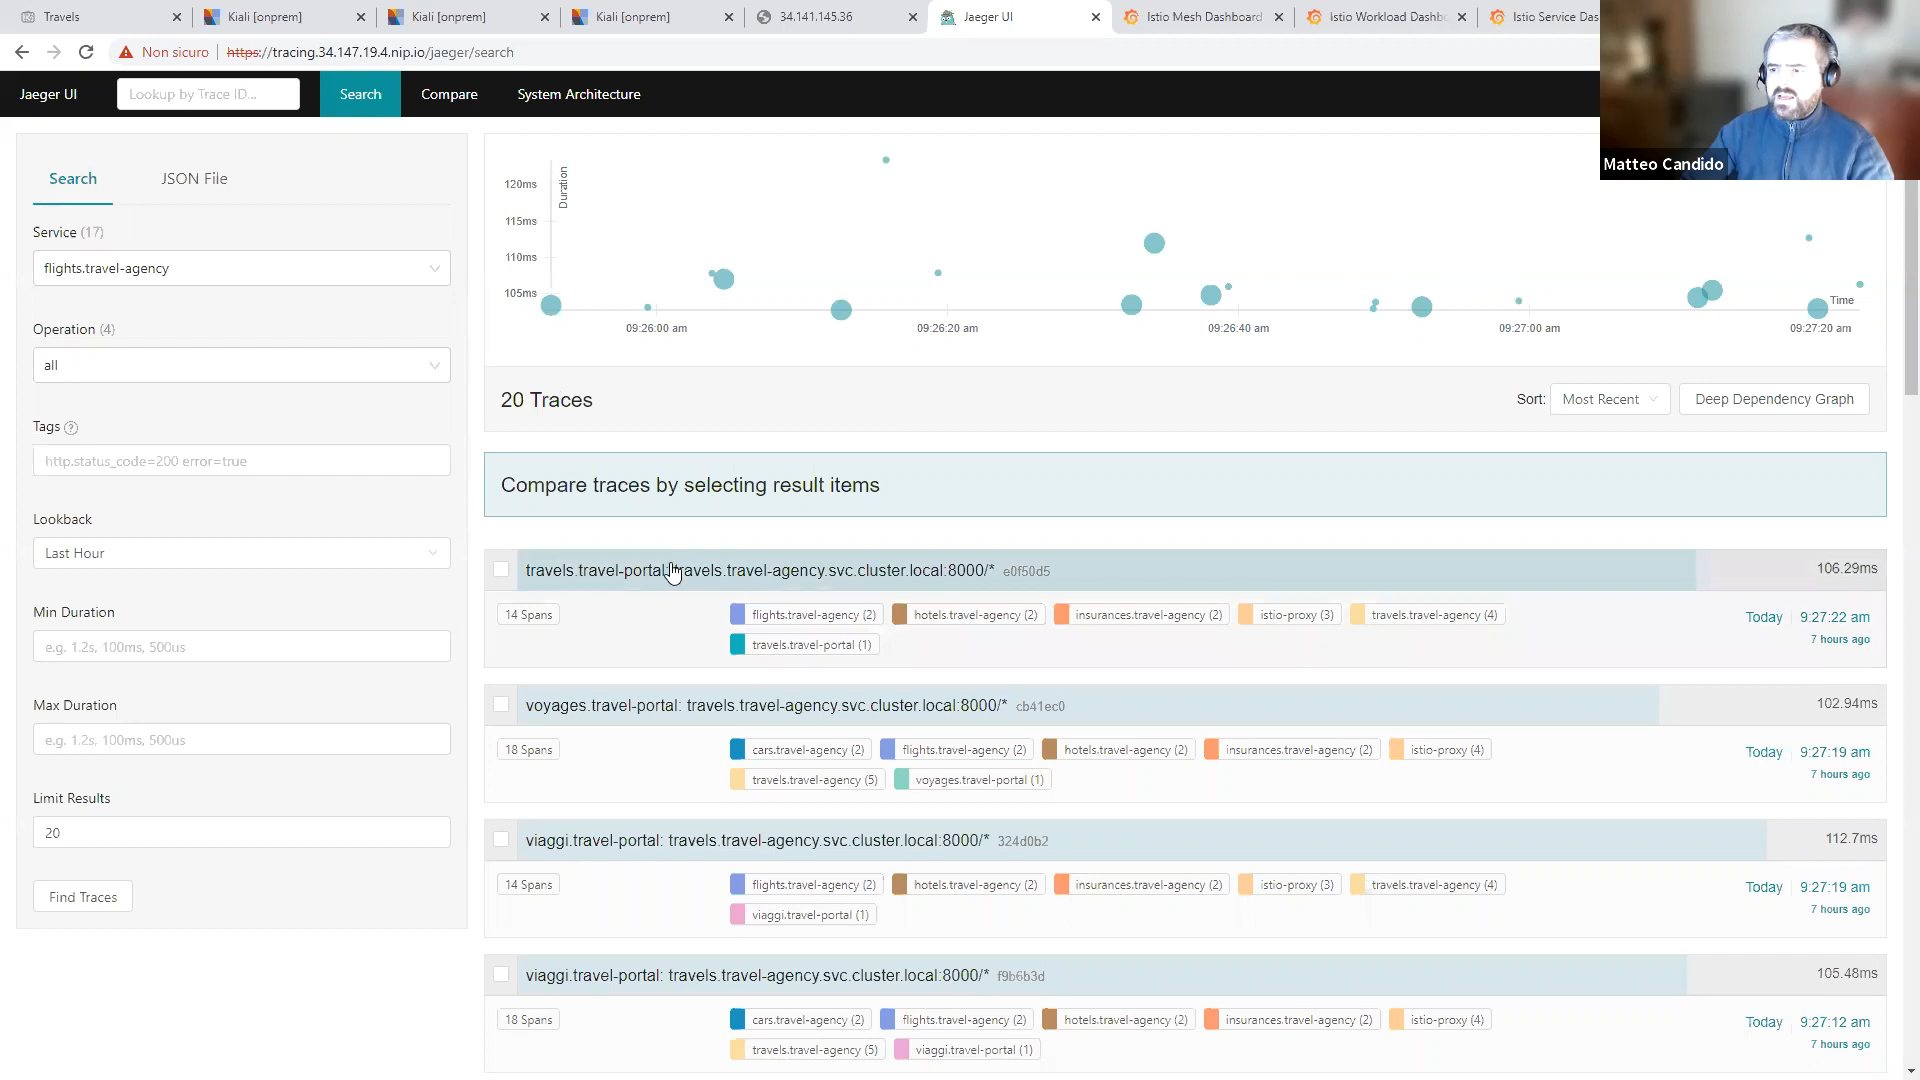 Travels
Kiali [onprem]
Kiali [onprem]
Kiali [onprem]
34.141.145.36
Jaeger UI
Istio Mesh Dashboard
Istio Workload Dashbo
Istio Service Das
Non sicuro
https://tracing.34.147.19.4.nip.io/jaeger/search
Jaeger UI
Lookup by Trace ID...
Search
Compare
System Architecture
Matteo Candido
Search
JSON File
Service (17)
flights.travel-agency
Operation (4)
all
Tags ?
http.status_code=200 error=true
Lookback
Last Hour
Min Duration
e.g. 1.2s, 100ms, 500us
Max Duration
e.g. 1.2s, 100ms, 500us
Limit Results
20
Find Traces
Duration
120ms
115ms
110ms
105ms
Time
09:26:00 am
09:26:20 am
09:26:40 am
09:27:00 am
09:27:20 am
20 Traces
Sort: Most Recent
Deep Dependency Graph
Compare traces by selecting result items
travels.travel-portal: travels.travel-agency.svc.cluster.local:8000/* e0f50d5
106.29ms
14 Spans
flights.travel-agency (2)
hotels.travel-agency (2)
insurances.travel-agency (2)
istio-proxy (3)
travels.travel-agency (4)
travels.travel-portal (1)
Today 9:27:22 am
7 hours ago
voyages.travel-portal: travels.travel-agency.svc.cluster.local:8000/* cb41ec0
102.94ms
18 Spans
cars.travel-agency (2)
flights.travel-agency (2)
hotels.travel-agency (2)
insurances.travel-agency (2)
istio-proxy (4)
travels.travel-agency (5)
voyages.travel-portal (1)
Today 9:27:19 am
7 hours ago
viaggi.travel-portal: travels.travel-agency.svc.cluster.local:8000/* 324d0b2
112.7ms
14 Spans
flights.travel-agency (2)
hotels.travel-agency (2)
insurances.travel-agency (2)
istio-proxy (3)
travels.travel-agency (4)
viaggi.travel-portal (1)
Today 9:27:19 am
7 hours ago
viaggi.travel-portal: travels.travel-agency.svc.cluster.local:8000/* f9b6b3d
105.48ms
18 Spans
cars.travel-agency (2)
flights.travel-agency (2)
hotels.travel-agency (2)
insurances.travel-agency (2)
istio-proxy (4)
travels.travel-agency (5)
viaggi.travel-portal (1)
Today 9:27:12 am
7 hours ago